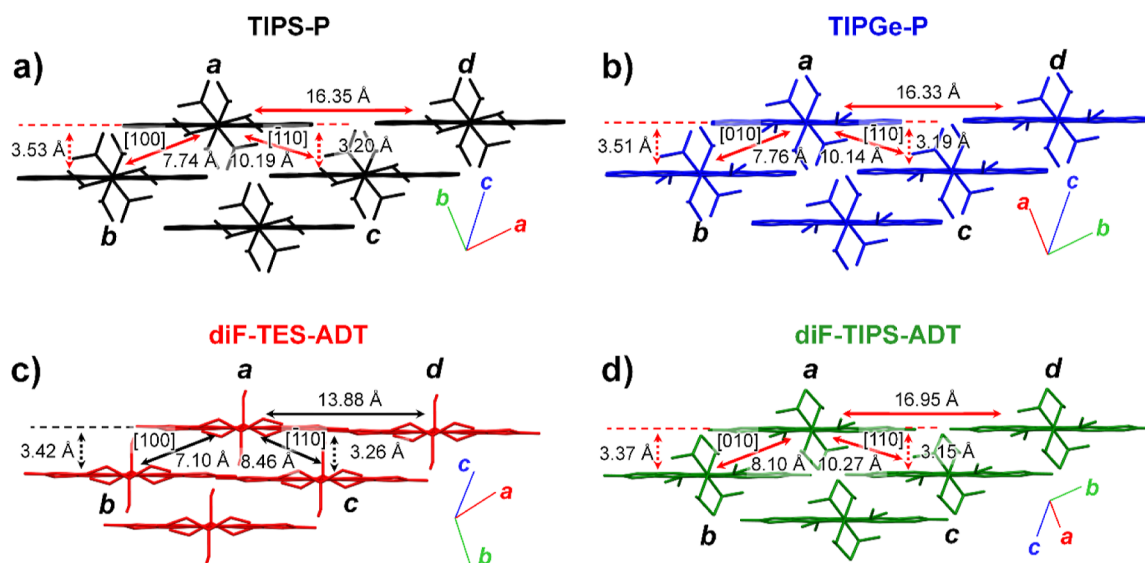 TIPS-P
TIPGe-P
a)
a
d
16.35 Å
[100]
[1̄10]
3.53 Å
7.74 Å
10.19 Å
3.20 Å
b
c
c
b
a
b)
a
d
16.33 Å
[010]
[1̄10]
3.51 Å
7.76 Å
10.14 Å
3.19 Å
b
c
c
a
b
diF-TES-ADT
diF-TIPS-ADT
c)
a
d
13.88 Å
[100]
[1̄10]
3.42 Å
7.10 Å
8.46 Å
3.26 Å
b
c
c
a
b
d)
a
d
16.95 Å
[010]
[1̄10]
3.37 Å
8.10 Å
10.27 Å
3.15 Å
b
c
b
c
a